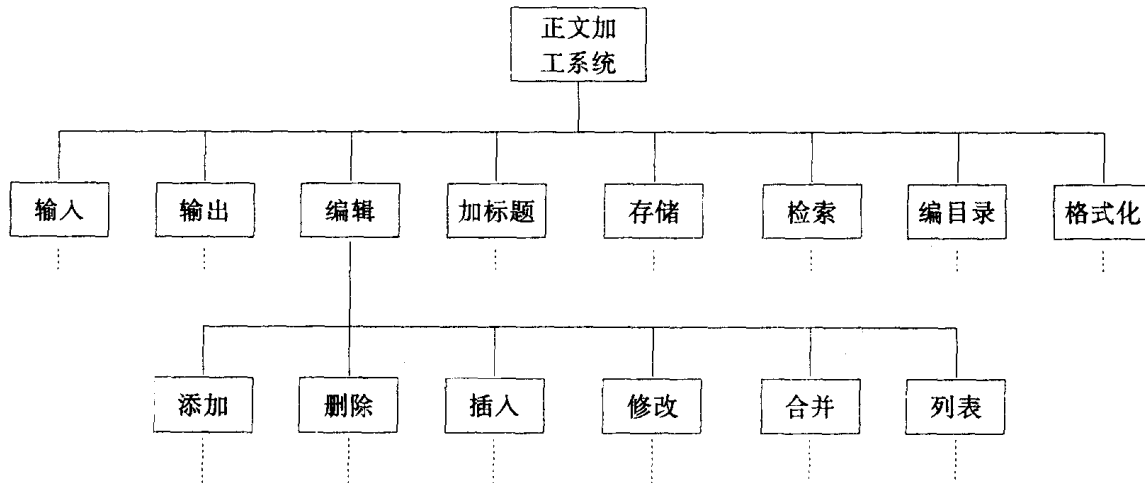 正文加
工系统
输入 输出 编辑 加标题 存储 检索 编目录 格式化
添加 删除 插入 修改 合并 列表